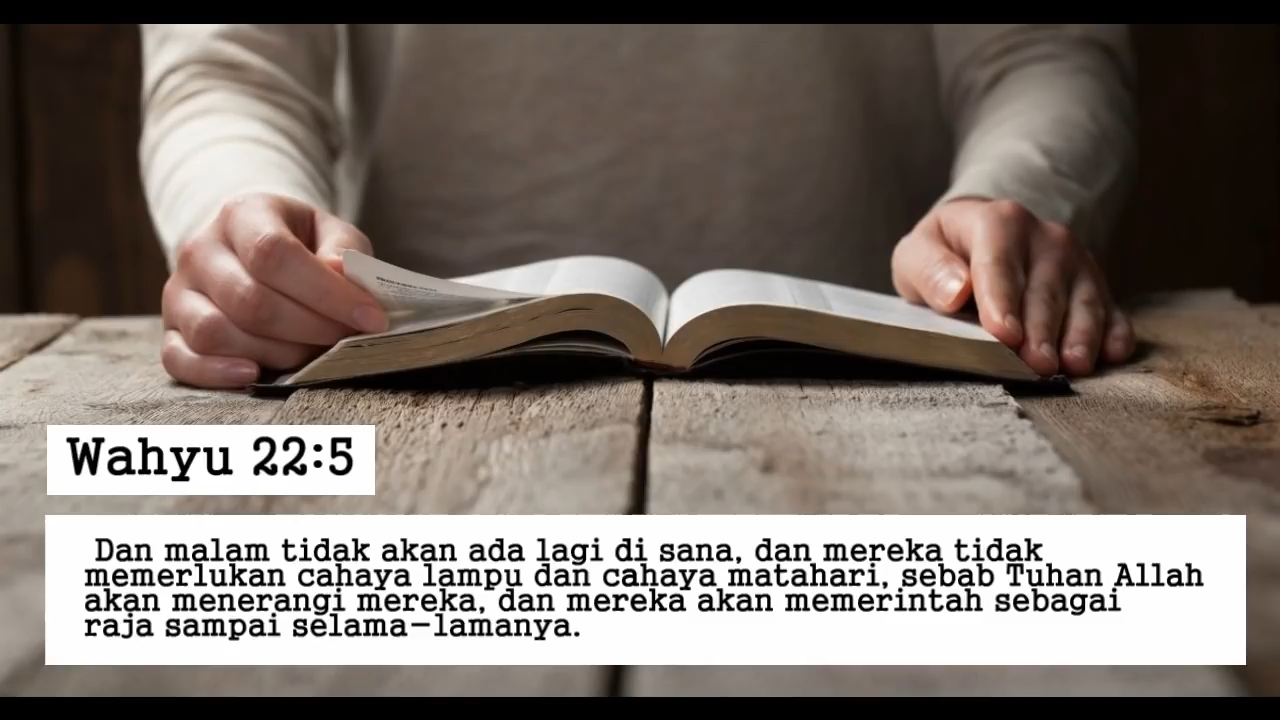 Wahyu 22:5
Dan malam tidak akan ada lagi di sana, dan mereka tidak
memerlukan cahaya lampu dan cahaya matahari, sebab Tuhan Allah
akan menerangi mereka, dan mereka akan memerintah sebagai
raja sampai selama-lamanya.